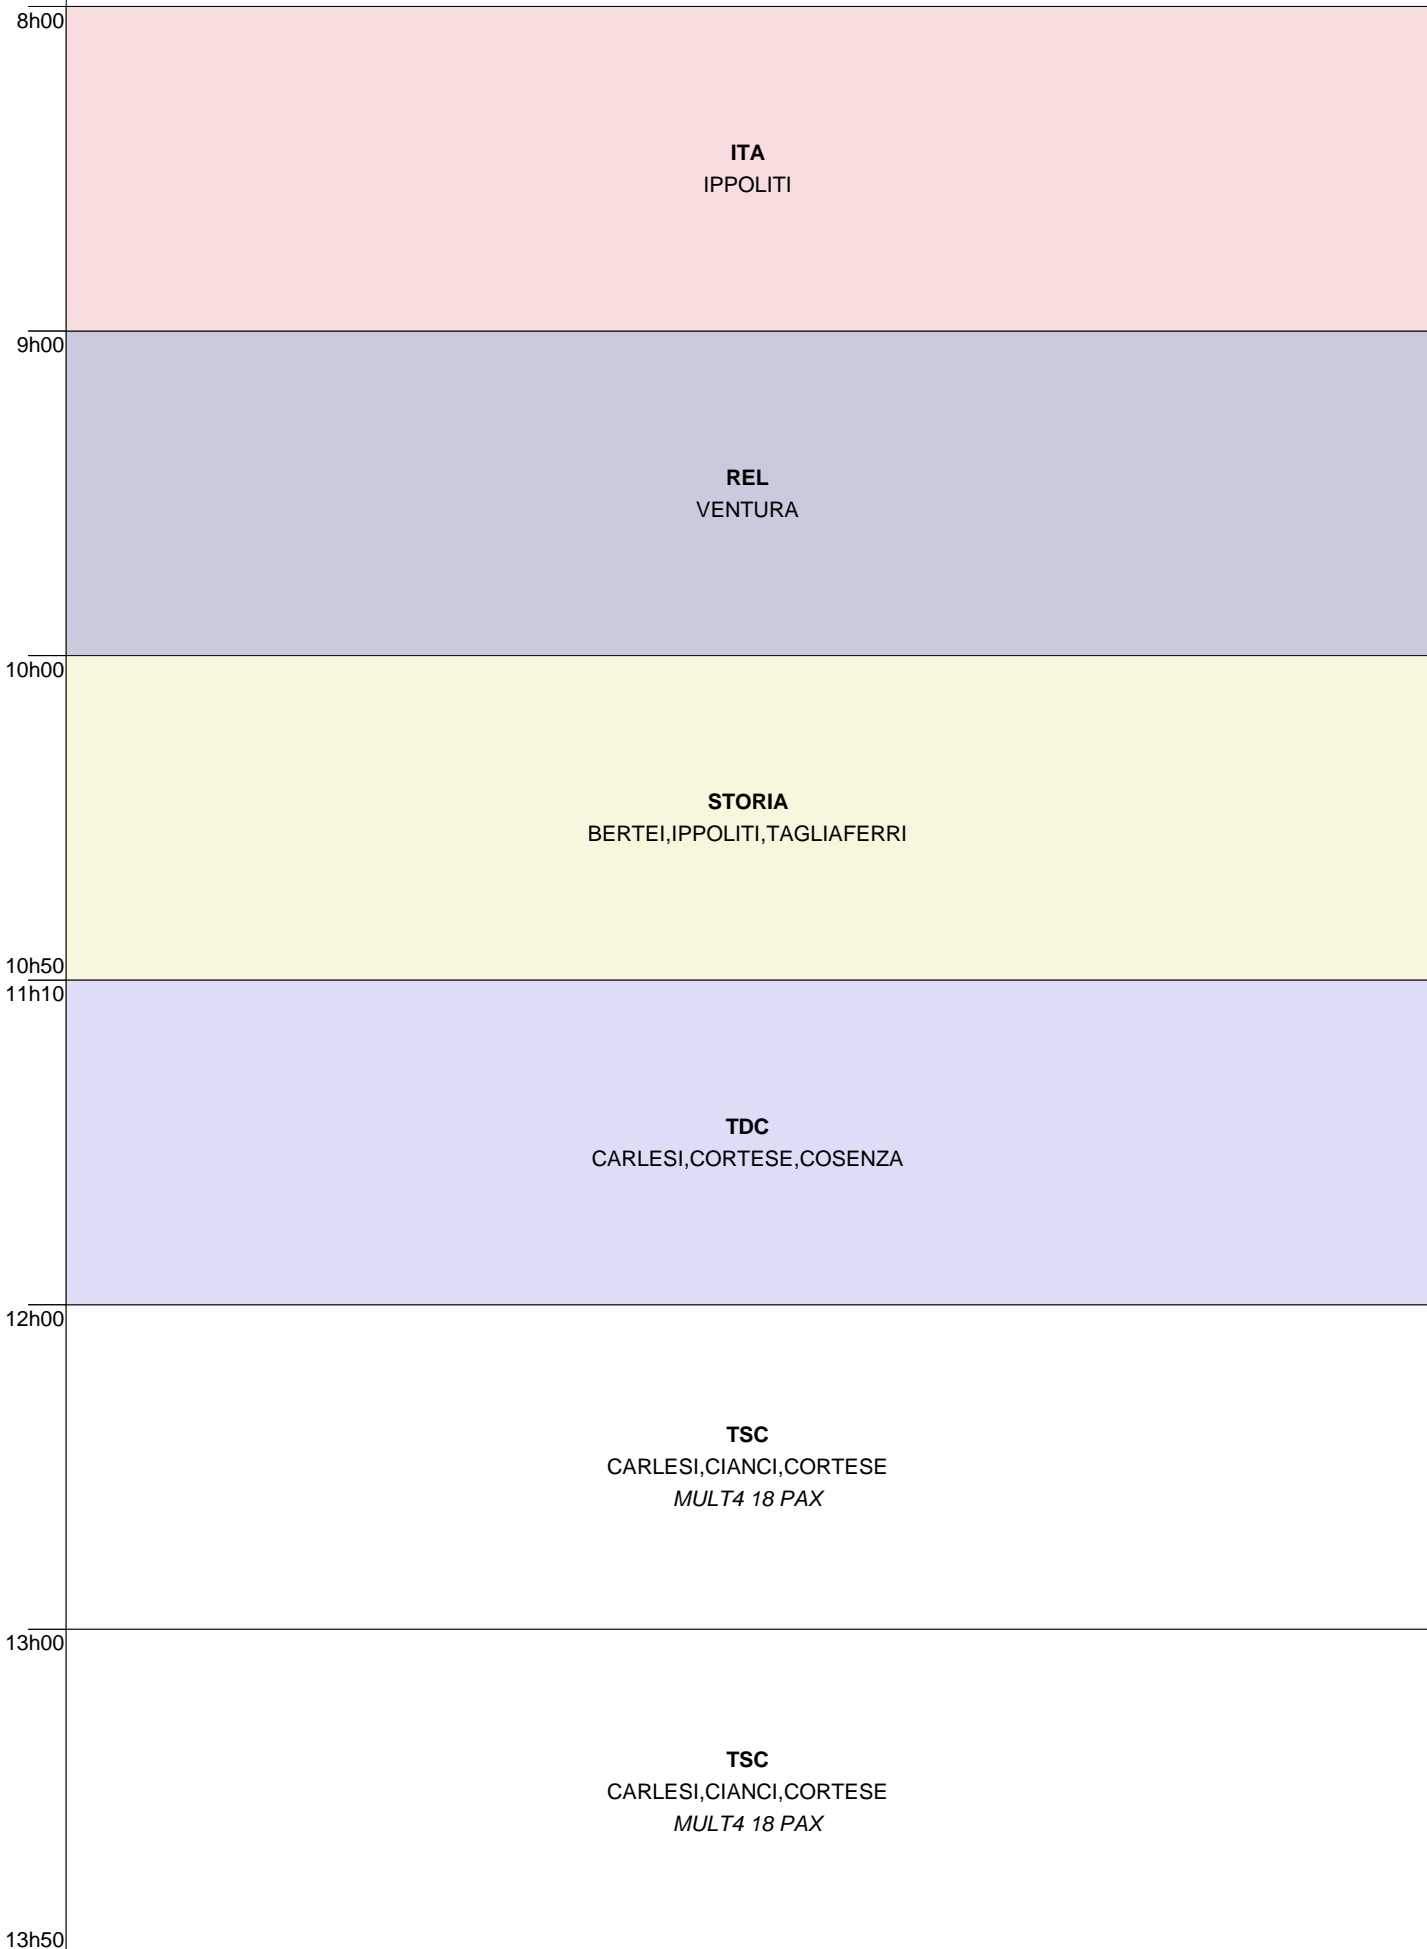 8h00
ITA
IPPOLITI
9h00
REL
VENTURA
10h00
STORIA
BERTEI,IPPOLITI,TAGLIAFERRI
10h50
11h10
TDC
CARLESI,CORTESE,COSENZA
12h00
TSC
CARLESI,CIANCI,CORTESE
MULT4 18 PAX
13h00
TSC
CARLESI,CIANCI,CORTESE
MULT4 18 PAX
13h50